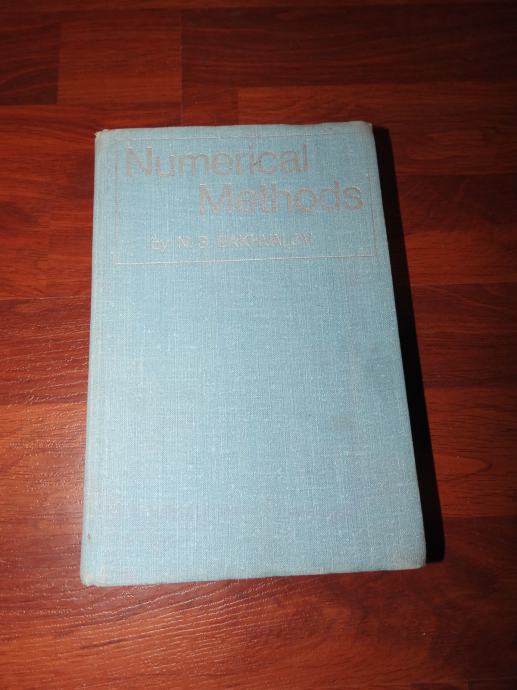 Numerical
Methods
by N. S. BAKHVALOV